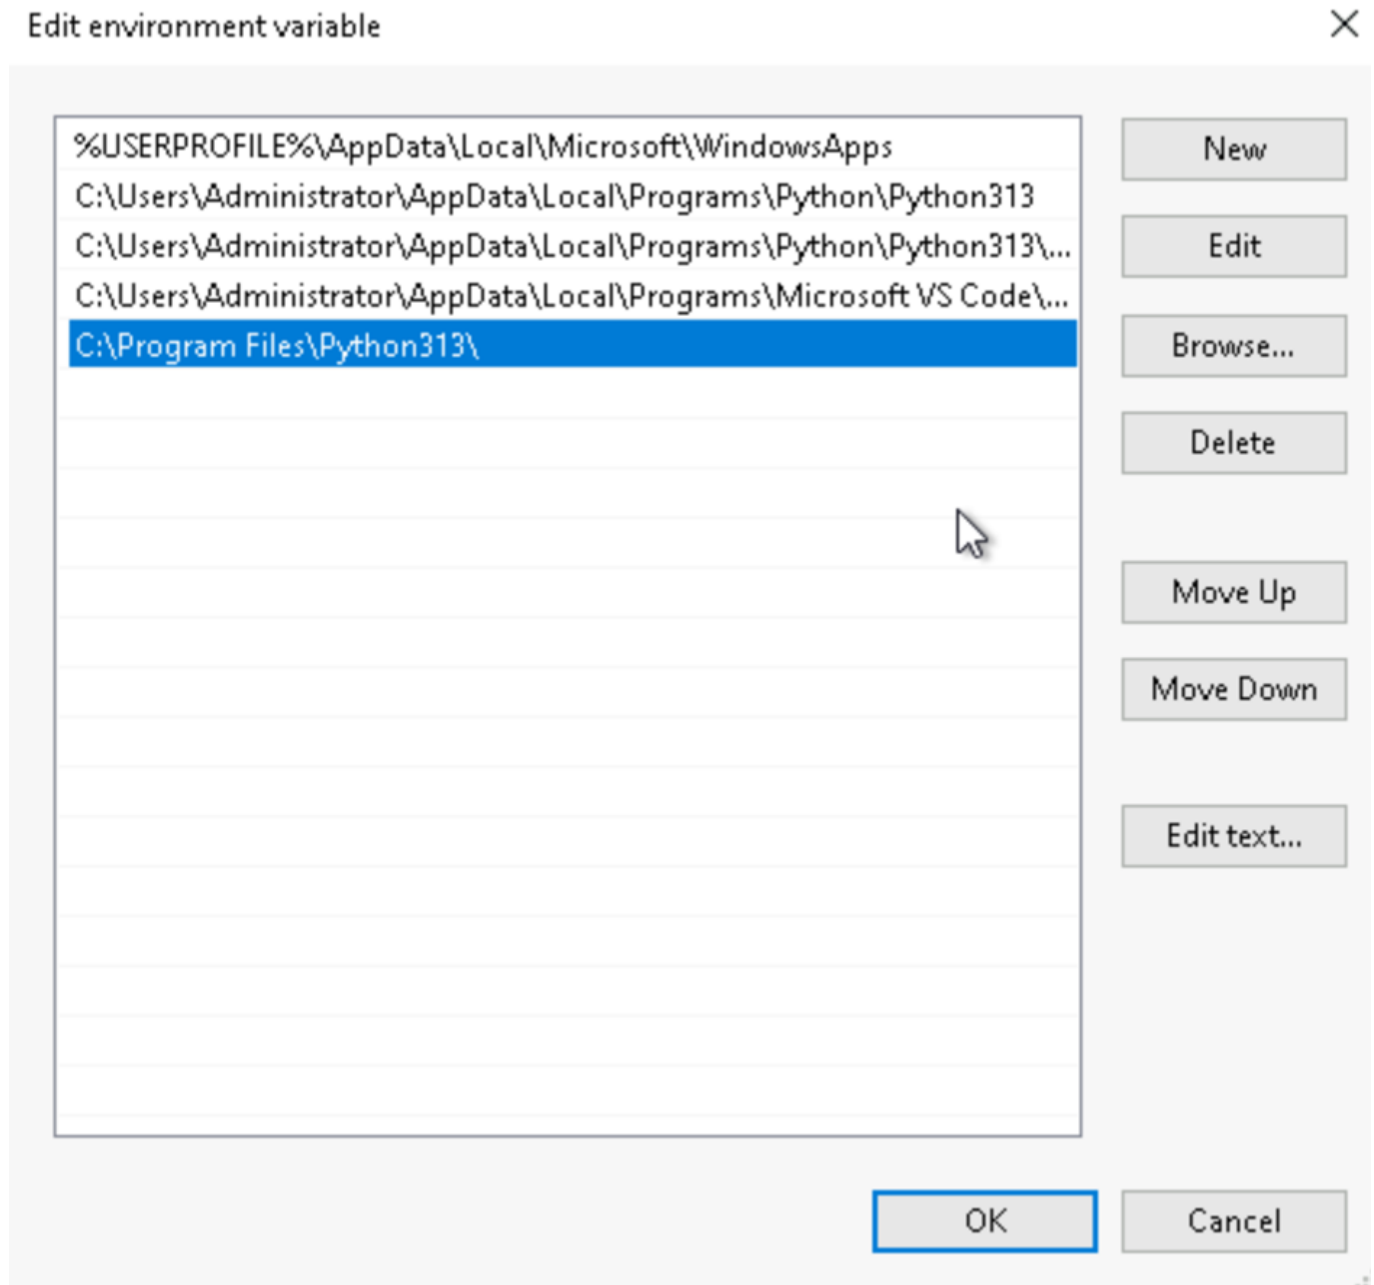 Edit environment variable
%USERPROFILE%\AppData\Local\Microsoft\WindowsApps
C:\Users\Administrator\AppData\Local\Programs\Python\Python313
C:\Users\Administrator\AppData\Local\Programs\Python\Python313\...
C:\Users\Administrator\AppData\Local\Programs\Microsoft VS Code\...
C:\Program Files\Python313\
New
Edit
Browse...
Delete
Move Up
Move Down
Edit text...
OK
Cancel